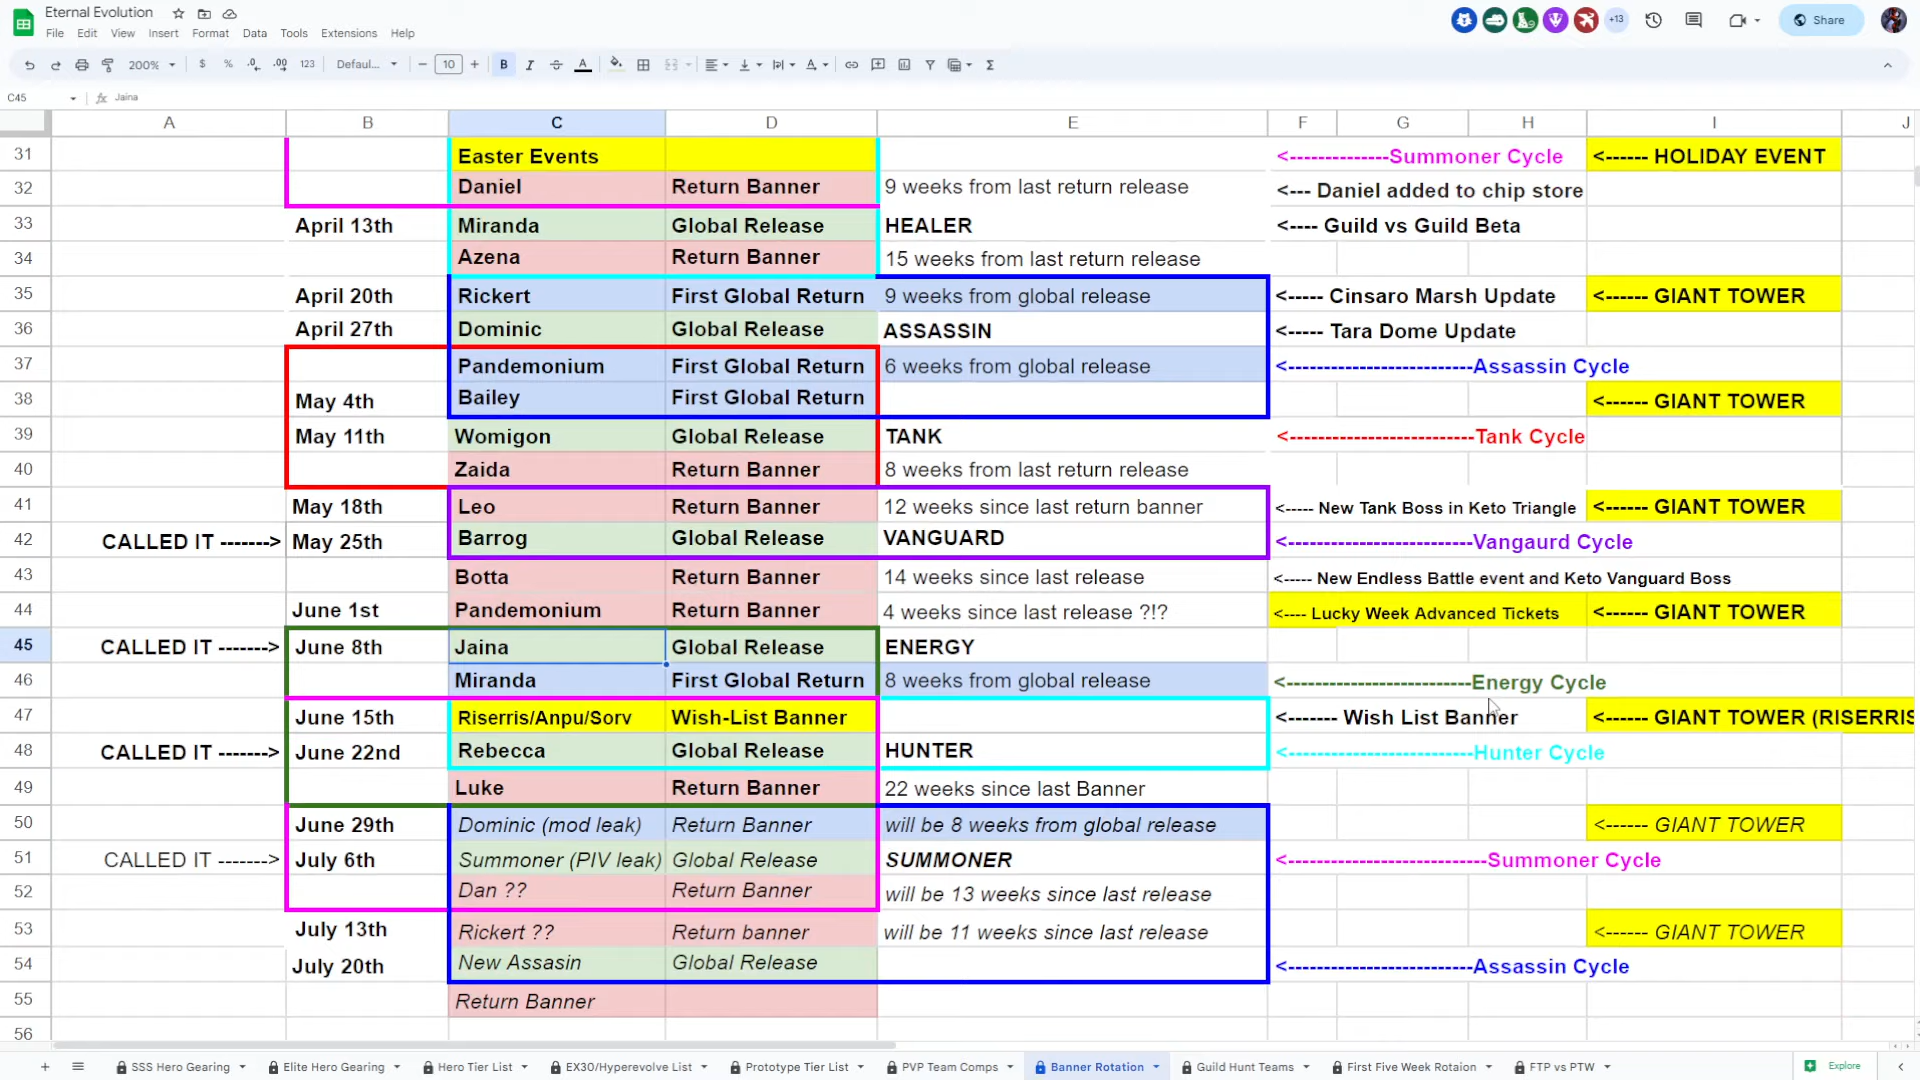 Eternal Evolution
File Edit View Insert Format Data Tools Extensions Help
+13
Share
200% $ % .0 .00 123 Defaul... − 10 + B I A
C45 fx Jaina
A B C D E F G H I J
31 Easter Events <--------------Summoner Cycle <------ HOLIDAY EVENT
32 Daniel Return Banner 9 weeks from last return release <--- Daniel added to chip store
33 April 13th Miranda Global Release HEALER <---- Guild vs Guild Beta
34 Azena Return Banner 15 weeks from last return release
35 April 20th Rickert First Global Return 9 weeks from global release <----- Cinsaro Marsh Update <------ GIANT TOWER
36 April 27th Dominic Global Release ASSASSIN <----- Tara Dome Update
37 Pandemonium First Global Return 6 weeks from global release <------------------------Assassin Cycle
38 May 4th Bailey First Global Return <------ GIANT TOWER
39 May 11th Womigon Global Release TANK <------------------------Tank Cycle
40 Zaida Return Banner 8 weeks from last return release
41 May 18th Leo Return Banner 12 weeks since last return banner <----- New Tank Boss in Keto Triangle <------ GIANT TOWER
42 CALLED IT -------> May 25th Barrog Global Release VANGUARD <------------------------Vangaurd Cycle
43 Botta Return Banner 14 weeks since last release <----- New Endless Battle event and Keto Vanguard Boss
44 June 1st Pandemonium Return Banner 4 weeks since last release ?!? <---- Lucky Week Advanced Tickets <------ GIANT TOWER
45 CALLED IT -------> June 8th Jaina Global Release ENERGY
46 Miranda First Global Return 8 weeks from global release <------------------------Energy Cycle
47 June 15th Riserris/Anpu/Sorv Wish-List Banner <------- Wish List Banner <------ GIANT TOWER (RISERRIS
48 CALLED IT -------> June 22nd Rebecca Global Release HUNTER <------------------------Hunter Cycle
49 Luke Return Banner 22 weeks since last Banner
50 June 29th Dominic (mod leak) Return Banner will be 8 weeks from global release <------ GIANT TOWER
51 CALLED IT -------> July 6th Summoner (PIV leak) Global Release SUMMONER <-------------------------Summoner Cycle
52 Dan ?? Return Banner will be 13 weeks since last release
53 July 13th Rickert ?? Return banner will be 11 weeks since last release <------ GIANT TOWER
54 July 20th New Assasin Global Release <------------------------Assassin Cycle
55 Return Banner
56
SSS Hero Gearing Elite Hero Gearing Hero Tier List EX30/Hyperevolve List Prototype Tier List PVP Team Comps Banner Rotation Guild Hunt Teams First Five Week Rotaion FTP vs PTW Explore